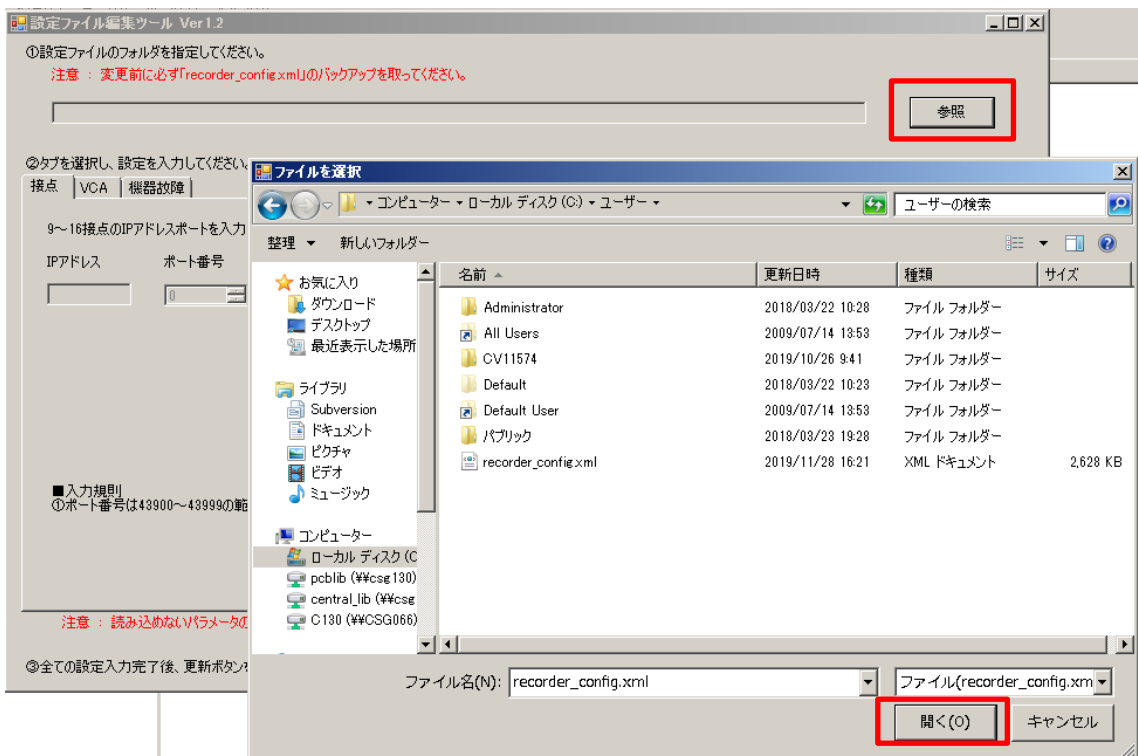 設定ファイル編集ツール Ver1.2
①設定ファイルのフォルダを指定してください。
注意 : 変更前に必ず「recorder_config.xml」のバックアップを取ってください。
参照
②タブを選択し、設定を入力してください。
接点 VCA 機器故障
9～16接点のIPアドレスポートを入力
IPアドレス ポート番号
0
■入力規則
①ポート番号は43900～43999の範
注意 : 読み込めないパラメータの
③全ての設定入力完了後、更新ボタンを
ファイルを選択
コンピューター ローカル ディスク (C:) ユーザー
ユーザーの検索
整理 新しいフォルダー
お気に入り
ダウンロード
デスクトップ
最近表示した場所
ライブラリ
Subversion
ドキュメント
ピクチャ
ビデオ
ミュージック
コンピューター
ローカル ディスク (C
pcblib (¥¥csg130)
central_lib (¥¥csg
C130 (¥¥CSG066)
名前 更新日時 種類 サイズ
Administrator 2018/03/22 10:28 ファイル フォルダー
All Users 2009/07/14 13:53 ファイル フォルダー
CV11574 2019/10/26 9:41 ファイル フォルダー
Default 2018/03/22 10:23 ファイル フォルダー
Default User 2009/07/14 13:53 ファイル フォルダー
パブリック 2018/03/23 19:28 ファイル フォルダー
recorder_config.xml 2019/11/28 16:21 XML ドキュメント 2,628 KB
ファイル名(N): recorder_config.xml ファイル(recorder_config.xm
開く(O) キャンセル